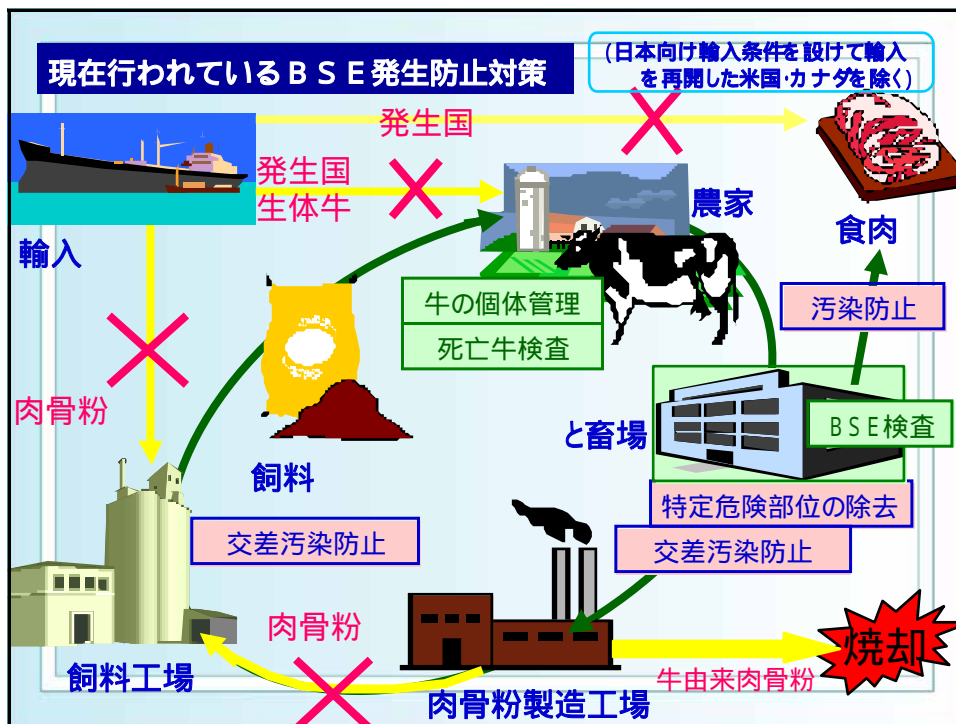 現在行われているＢＳＥ発生防止対策
(日本向け輸入条件を設けて輸入
を再開した米国・カナダを除く)
発生国
発生国
生体牛
農家
食肉
輸入
牛の個体管理
死亡牛検査
汚染防止
肉骨粉
ＢＳＥ検査
と畜場
飼料
特定危険部位の除去
交差汚染防止
交差汚染防止
肉骨粉
焼却
飼料工場
牛由来肉骨粉
肉骨粉製造工場